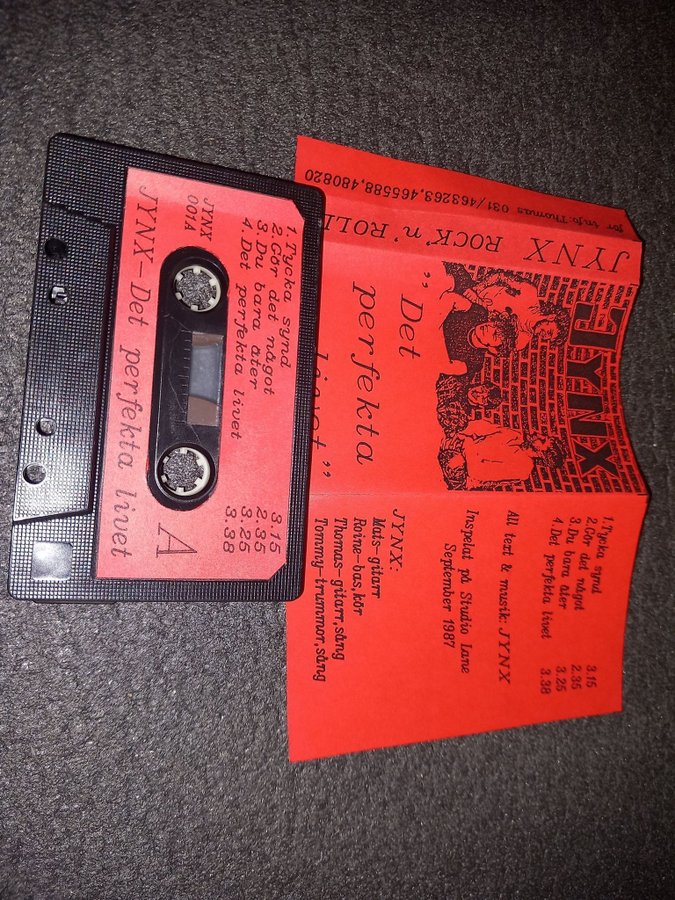 JYNX
001A
1.Tycka synd 3.15
2.Gör det något 2.35
3.Du bara äter 3.25
4.Det perfekta livet 3.38
A
JYNX-Det perfekta livet
för info:Thomas 031/463263,465588,480820
JYNX ROCK'n'ROLL
JYNX
"Det
perfekta
livet"
1.Tycka synd 3.15
2.Gör det något 2.35
3.Du bara äter 3.25
4.Det perfekta livet 3.38
All text & musik: JYNX
Inspelat på Studio Lane
September 1987
JYNX:
Mats-gitarr
Roine-bas,kör
Thomas-gitarr,sång
Tommy-trummor,sång